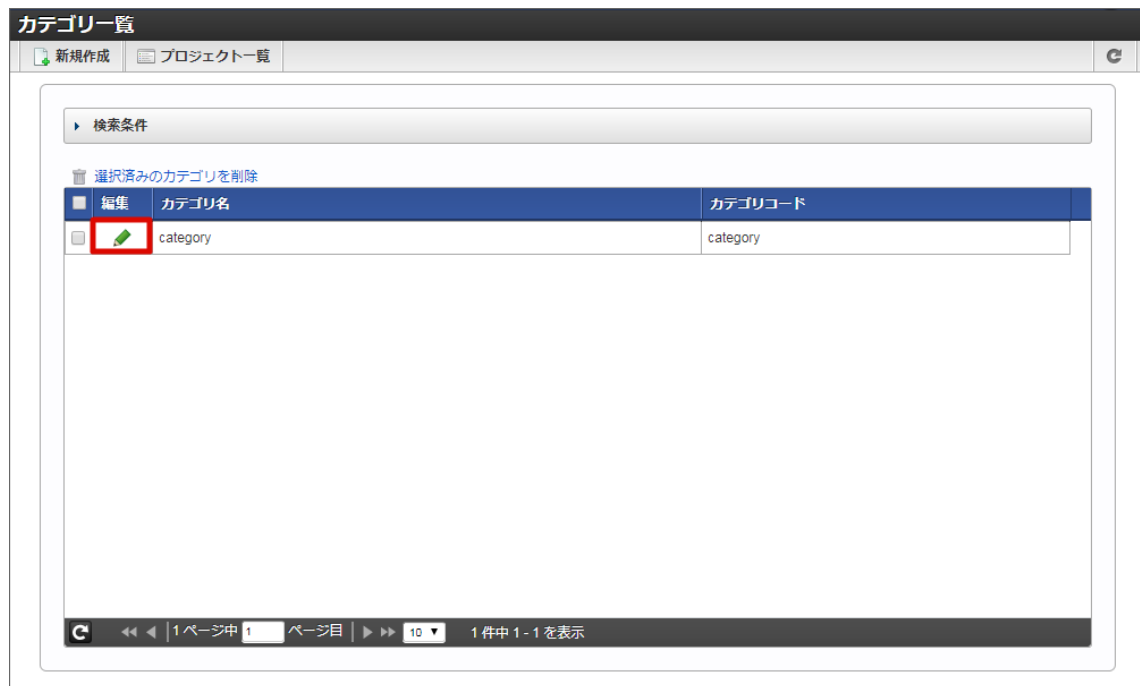 カテゴリ一覧
新規作成 プロジェクト一覧
検索条件
選択済みのカテゴリを削除
編集 カテゴリ名 カテゴリコード
category category
1 ページ中 1 ページ目 10 1 件中 1 - 1 を表示